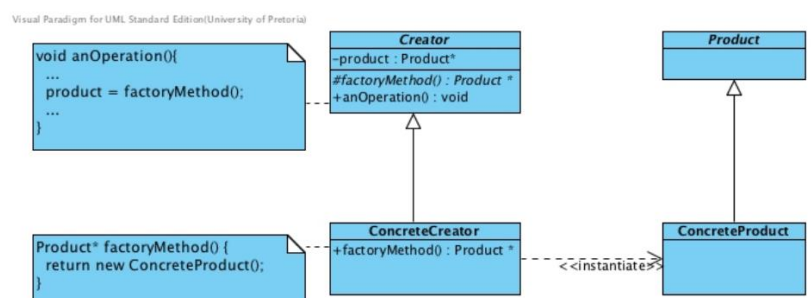 Visual Paradigm for UML Standard Edition(University of Pretoria)
void anOperation(){
...
product = factoryMethod();
...
}
Creator
-product : Product*
#factoryMethod() : Product *
+anOperation() : void
Product
Product* factoryMethod() {
return new ConcreteProduct();
}
ConcreteCreator
+factoryMethod() : Product *
<<instantiate>>
ConcreteProduct